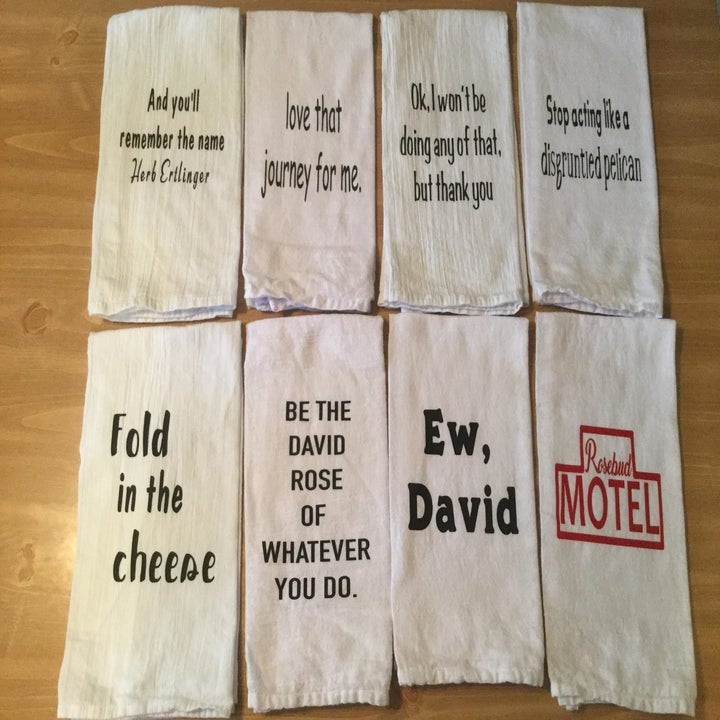 And you'll
remember the name
Herb Ertlinger
love that
journey for me.
Ok, I won't be
doing any of that,
but thank you
Stop acting like a
disgruntled pelican
Fold
in the
cheese
BE THE
DAVID
ROSE
OF
WHATEVER
YOU DO.
Ew,
David
Rosebud
MOTEL